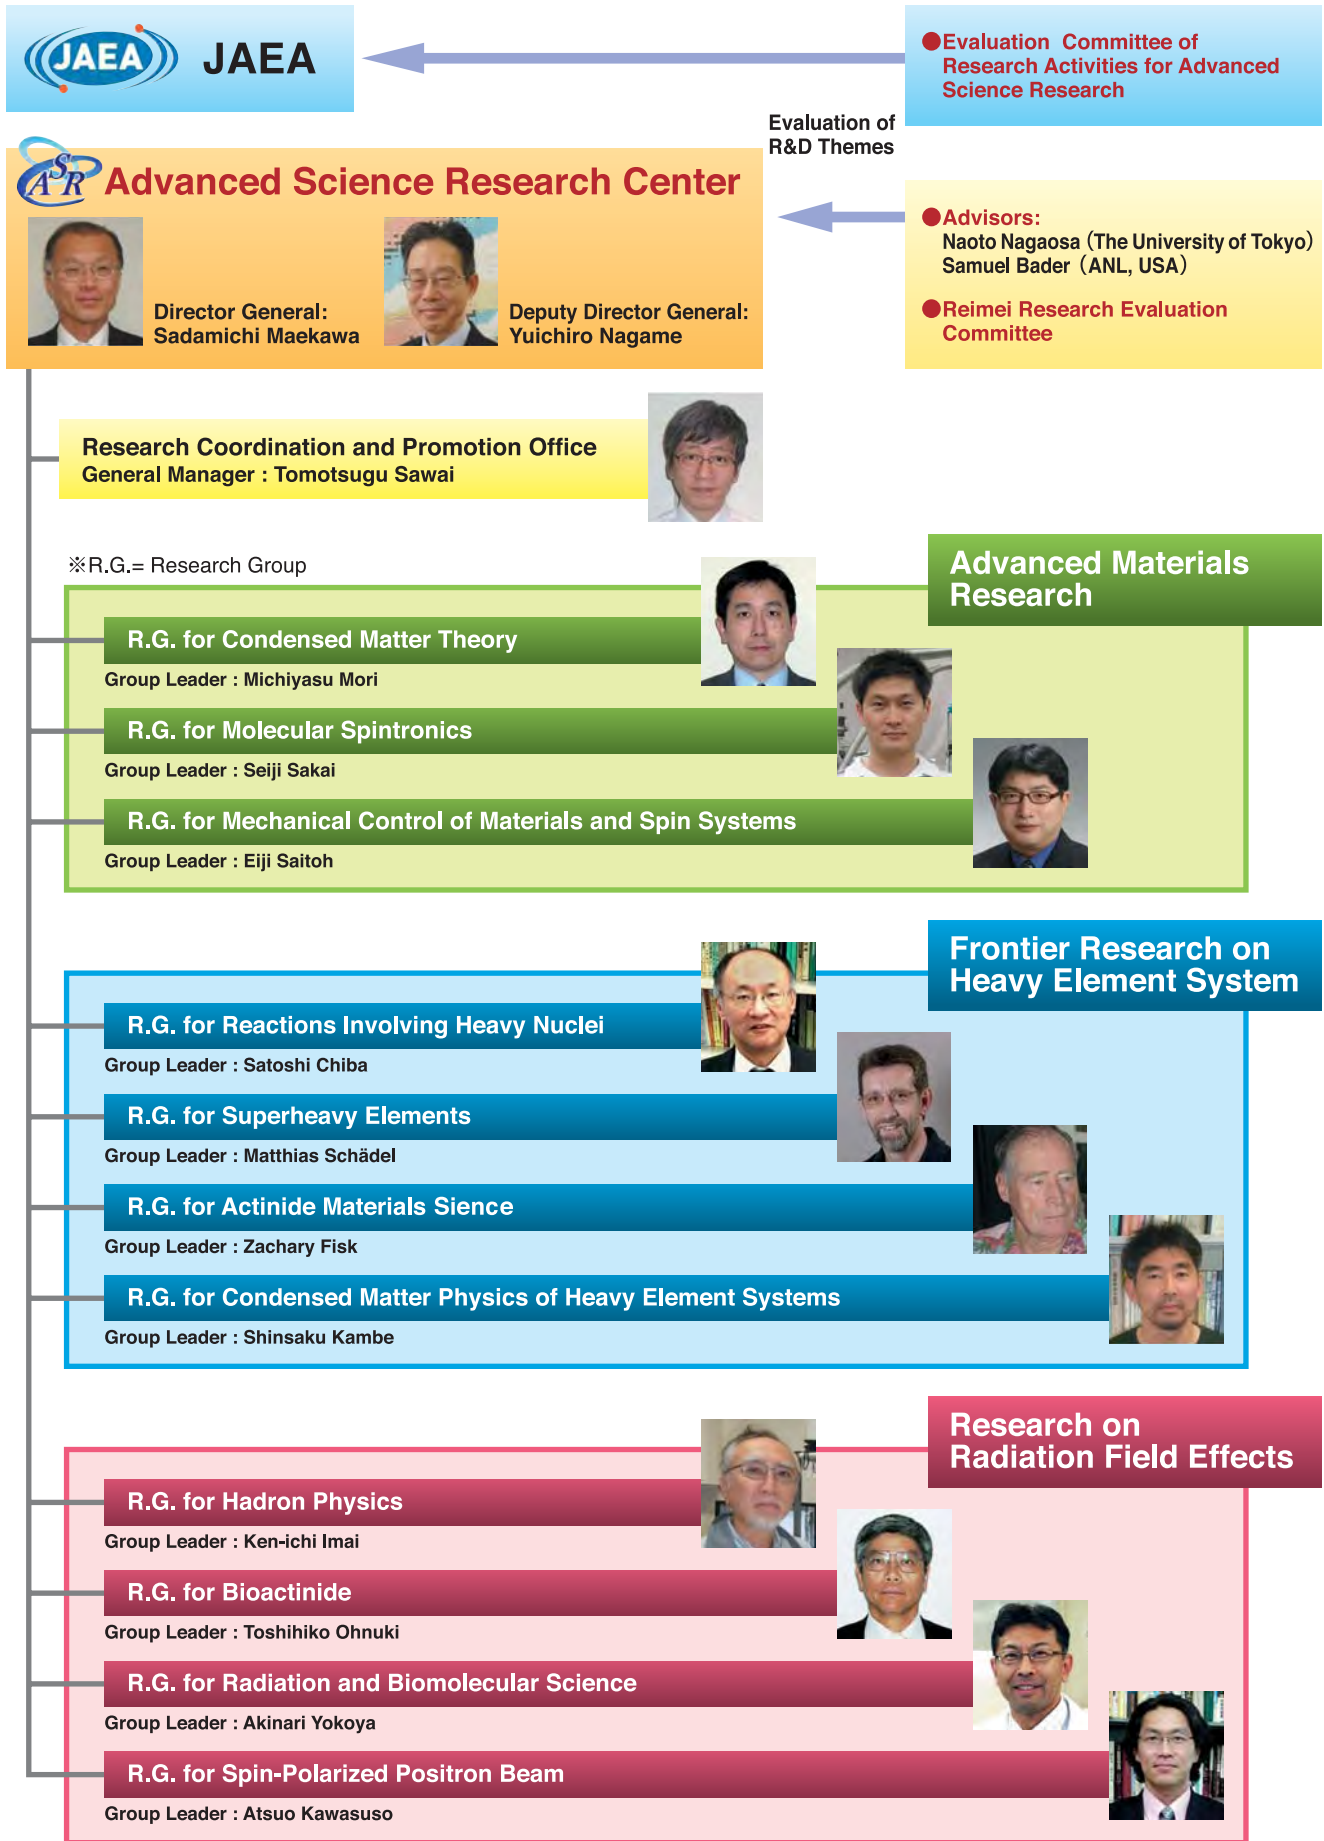 JAEA JAEA
●Evaluation Committee of
Research Activities for Advanced
Science Research
Evaluation of
R&D Themes
ASR Advanced Science Research Center
Director General:
Sadamichi Maekawa
Deputy Director General:
Yuichiro Nagame
●Advisors:
Naoto Nagaosa (The University of Tokyo)
Samuel Bader (ANL, USA)
●Reimei Research Evaluation
Committee
Research Coordination and Promotion Office
General Manager : Tomotsugu Sawai
※R.G.= Research Group
Advanced Materials
Research
R.G. for Condensed Matter Theory
Group Leader : Michiyasu Mori
R.G. for Molecular Spintronics
Group Leader : Seiji Sakai
R.G. for Mechanical Control of Materials and Spin Systems
Group Leader : Eiji Saitoh
Frontier Research on
Heavy Element System
R.G. for Reactions Involving Heavy Nuclei
Group Leader : Satoshi Chiba
R.G. for Superheavy Elements
Group Leader : Matthias Schädel
R.G. for Actinide Materials Sience
Group Leader : Zachary Fisk
R.G. for Condensed Matter Physics of Heavy Element Systems
Group Leader : Shinsaku Kambe
Research on
Radiation Field Effects
R.G. for Hadron Physics
Group Leader : Ken-ichi Imai
R.G. for Bioactinide
Group Leader : Toshihiko Ohnuki
R.G. for Radiation and Biomolecular Science
Group Leader : Akinari Yokoya
R.G. for Spin-Polarized Positron Beam
Group Leader : Atsuo Kawasuso